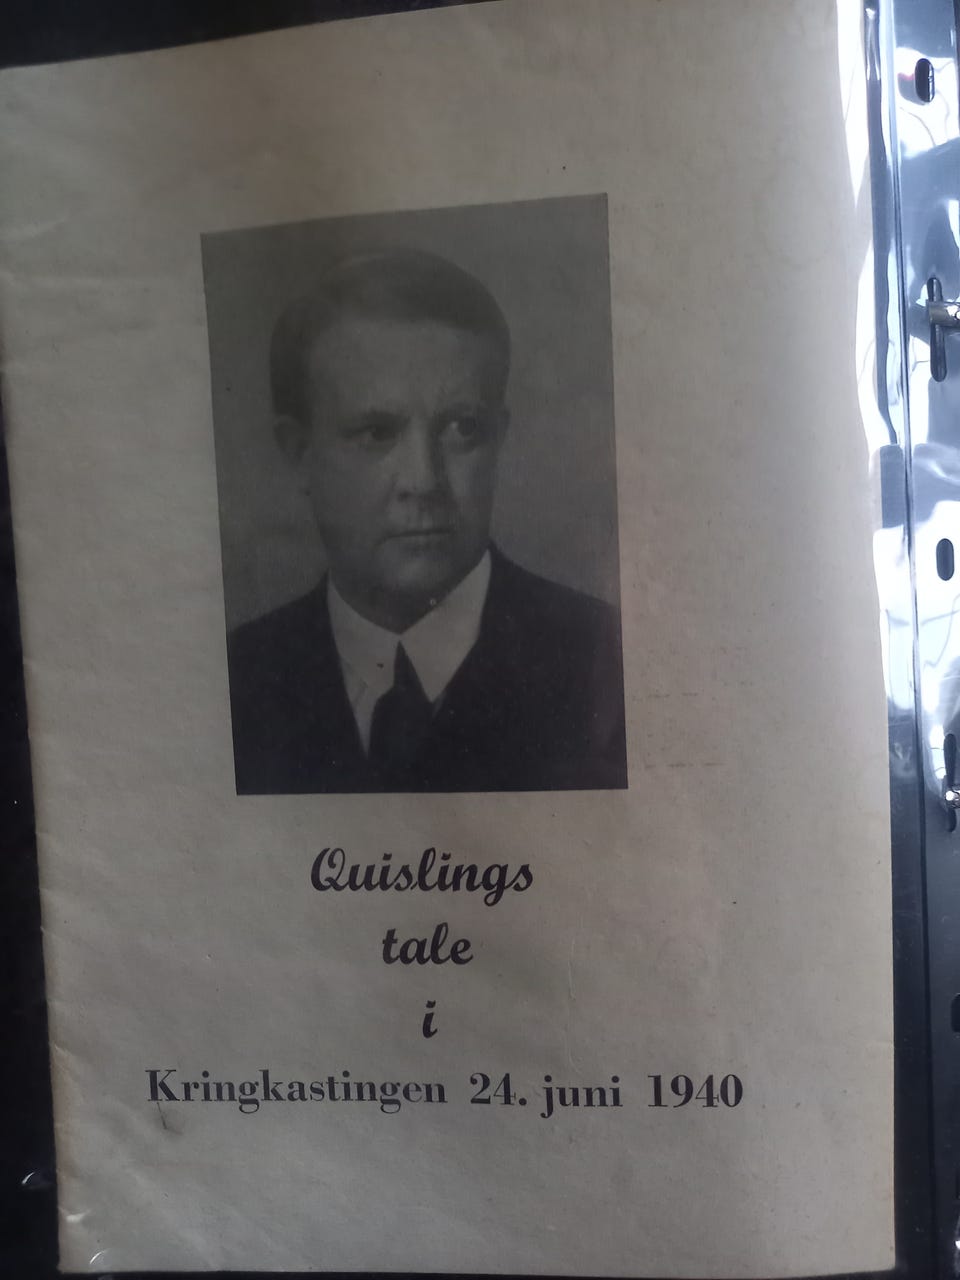 Quislings
tale
i
Kringkastingen 24. juni 1940